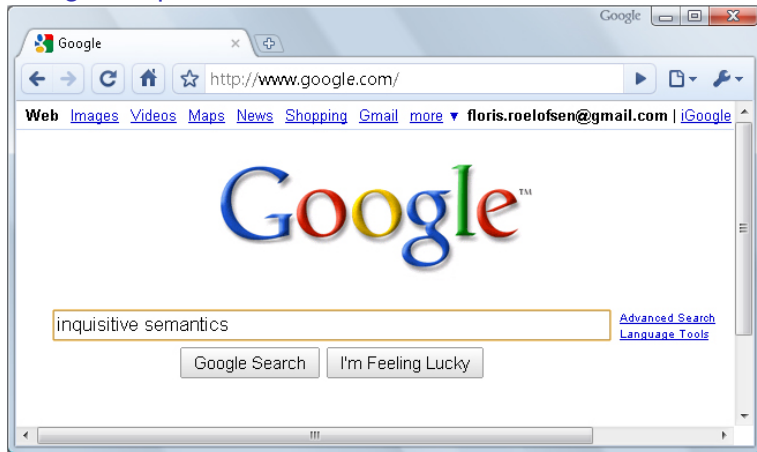 Google
Google
http://www.google.com/
Web Images Videos Maps News Shopping Gmail more ▼ floris.roelofsen@gmail.com | iGoogle
Google™
inquisitive semantics
Advanced Search
Language Tools
Google Search I'm Feeling Lucky